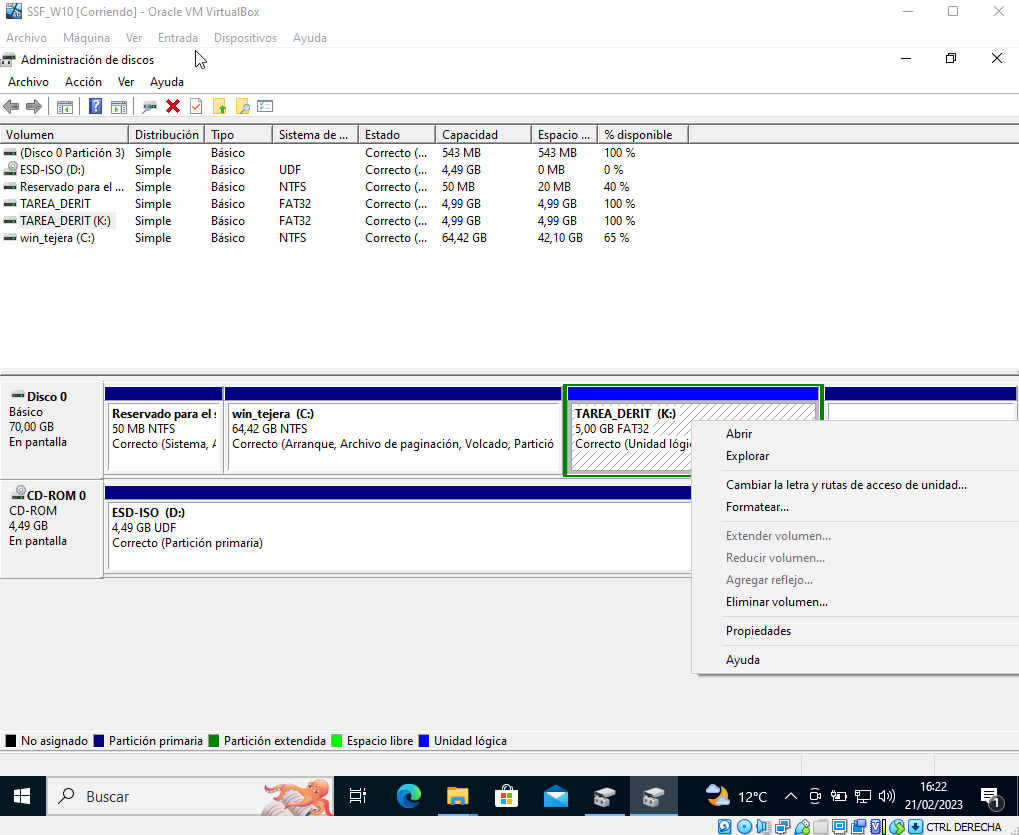 SSF_W10 [Corriendo] - Oracle VM VirtualBox
Archivo Máquina Ver Entrada Dispositivos Ayuda
Administración de discos
Archivo Acción Ver Ayuda
Volumen Distribución Tipo Sistema de ... Estado Capacidad Espacio ... % disponible
(Disco 0 Partición 3) Simple Básico Correcto (... 543 MB 543 MB 100 %
ESD-ISO (D:) Simple Básico UDF Correcto (... 4,49 GB 0 MB 0 %
Reservado para el ... Simple Básico NTFS Correcto (... 50 MB 20 MB 40 %
TAREA_DERIT Simple Básico FAT32 Correcto (... 4,99 GB 4,99 GB 100 %
TAREA_DERIT (K:) Simple Básico FAT32 Correcto (... 4,99 GB 4,99 GB 100 %
win_tejera (C:) Simple Básico NTFS Correcto (... 64,42 GB 42,10 GB 65 %
Disco 0
Básico
70,00 GB
En pantalla
Reservado para el
50 MB NTFS
Correcto (Sistema,
win_tejera (C:)
64,42 GB NTFS
Correcto (Arranque, Archivo de paginación, Volcado, Partició
TAREA_DERIT (K:)
5,00 GB FAT32
Correcto (Unidad lógi
Abrir
Explorar
Cambiar la letra y rutas de acceso de unidad...
Formatear...
Extender volumen...
Reducir volumen...
Agregar reflejo...
Eliminar volumen...
Propiedades
Ayuda
CD-ROM 0
CD-ROM
4,49 GB
En pantalla
ESD-ISO (D:)
4,49 GB UDF
Correcto (Partición primaria)
No asignado Partición primaria Partición extendida Espacio libre Unidad lógica
Buscar
12°C
16:22
21/02/2023
1
CTRL DERECHA